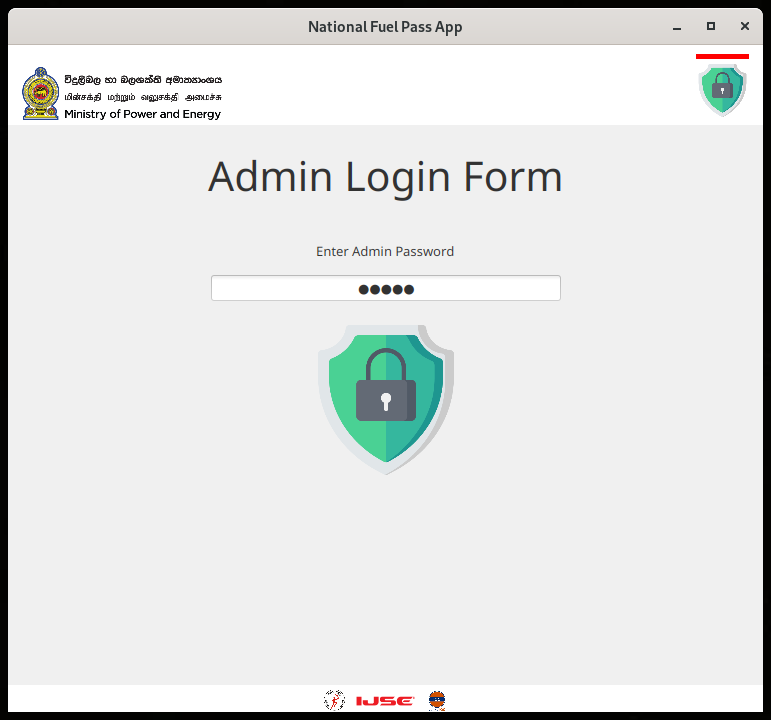 National Fuel Pass App
විදුලිබල හා බලශක්ති අමාත්‍යාංශය
மின்சக்தி மற்றும் வலுசக்தி அமைச்சு
Ministry of Power and Energy
Admin Login Form
Enter Admin Password
IJSE